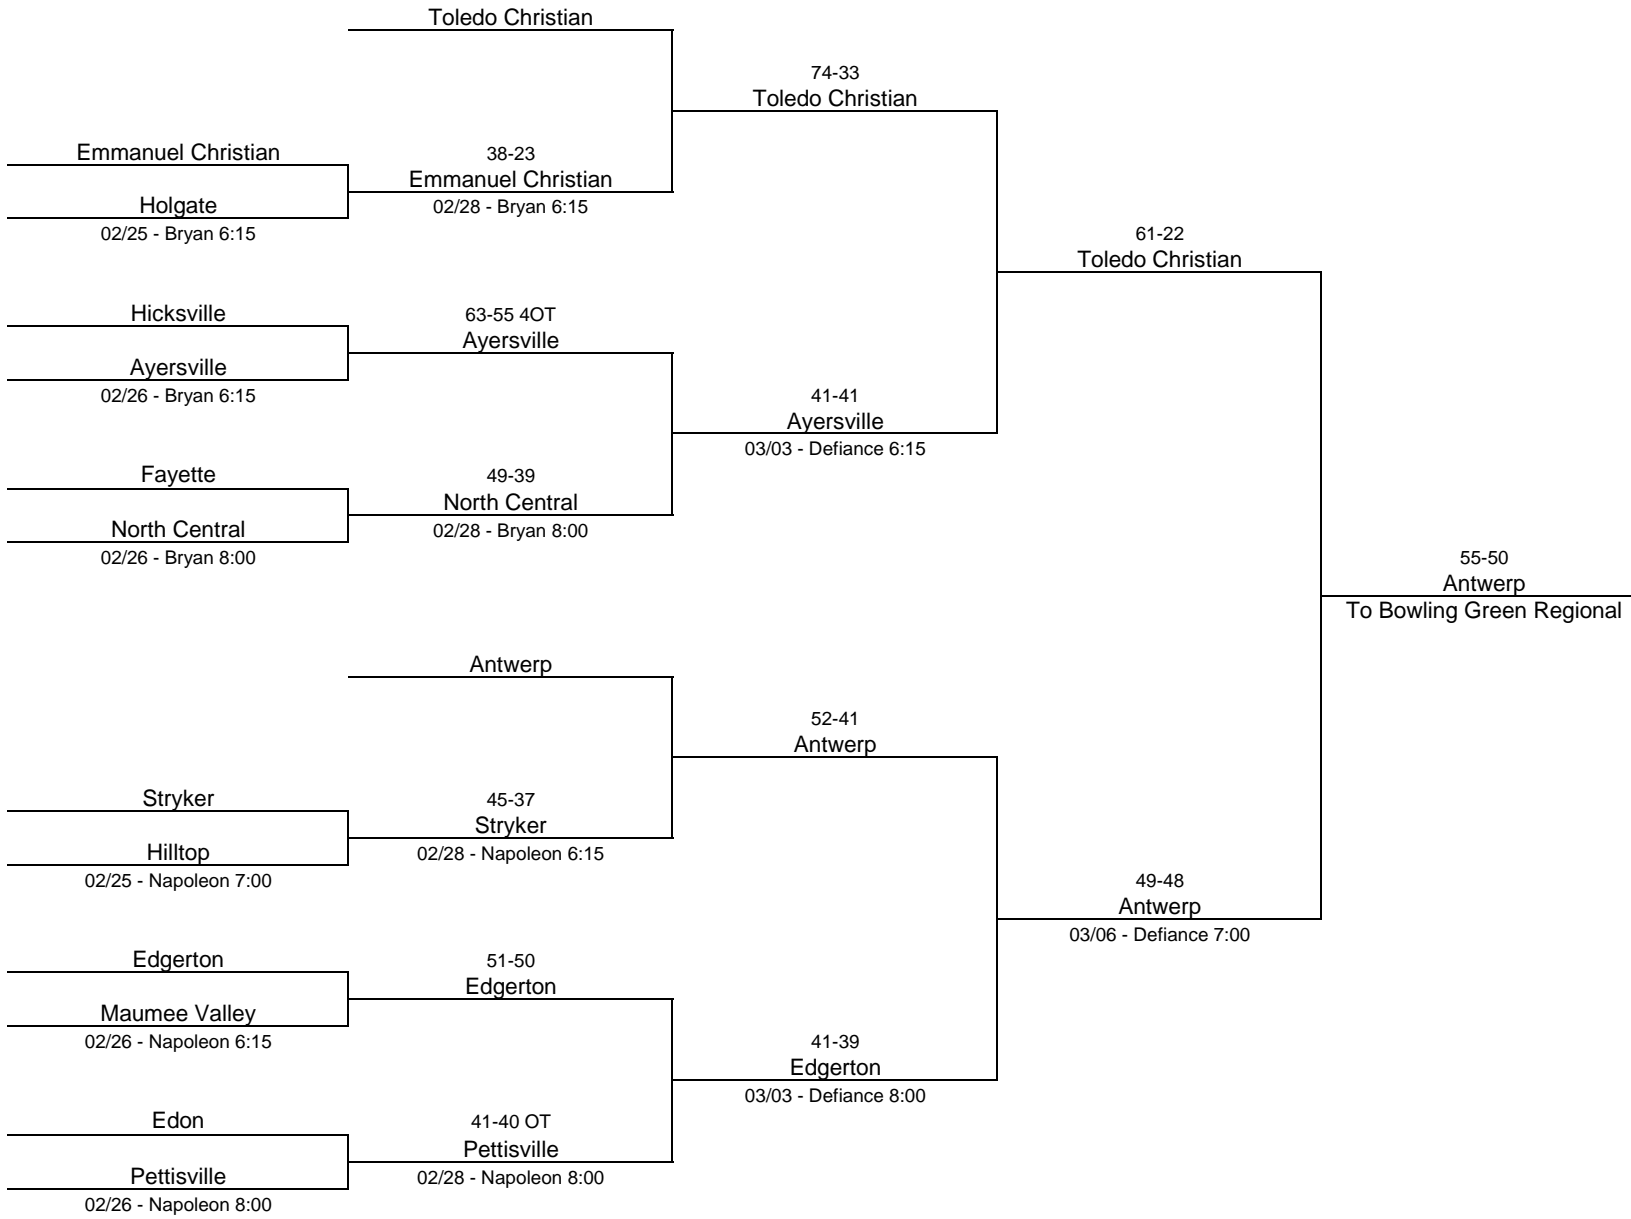 Toledo Christian
74-33
Toledo Christian
Emmanuel Christian
38-23
Emmanuel Christian
Holgate
02/28 - Bryan 6:15
02/25 - Bryan 6:15
61-22
Toledo Christian
Hicksville
63-55 4OT
Ayersville
Ayersville
02/26 - Bryan 6:15
41-41
Ayersville
03/03 - Defiance 6:15
Fayette
49-39
North Central
North Central
02/28 - Bryan 8:00
02/26 - Bryan 8:00
55-50
Antwerp
To Bowling Green Regional
Antwerp
52-41
Antwerp
Stryker
45-37
Stryker
Hilltop
02/28 - Napoleon 6:15
02/25 - Napoleon 7:00
49-48
Antwerp
03/06 - Defiance 7:00
Edgerton
51-50
Edgerton
Maumee Valley
02/26 - Napoleon 6:15
41-39
Edgerton
03/03 - Defiance 8:00
Edon
41-40 OT
Pettisville
Pettisville
02/28 - Napoleon 8:00
02/26 - Napoleon 8:00